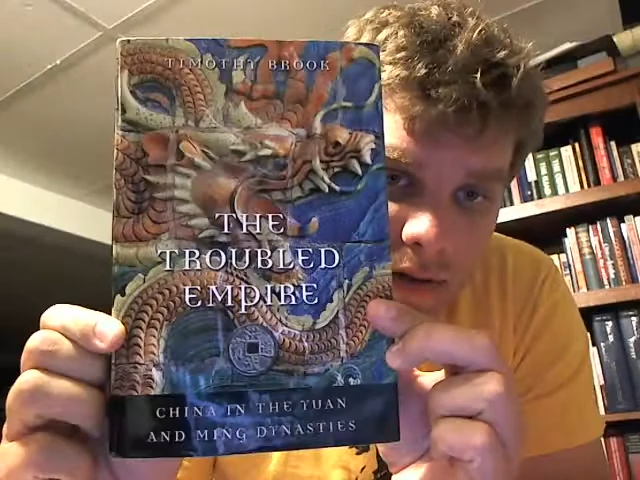 TIMOTHY BROOK
THE
TROUBLED
EMPIRE
CHINA IN THE YUAN
AND MING DYNASTIES